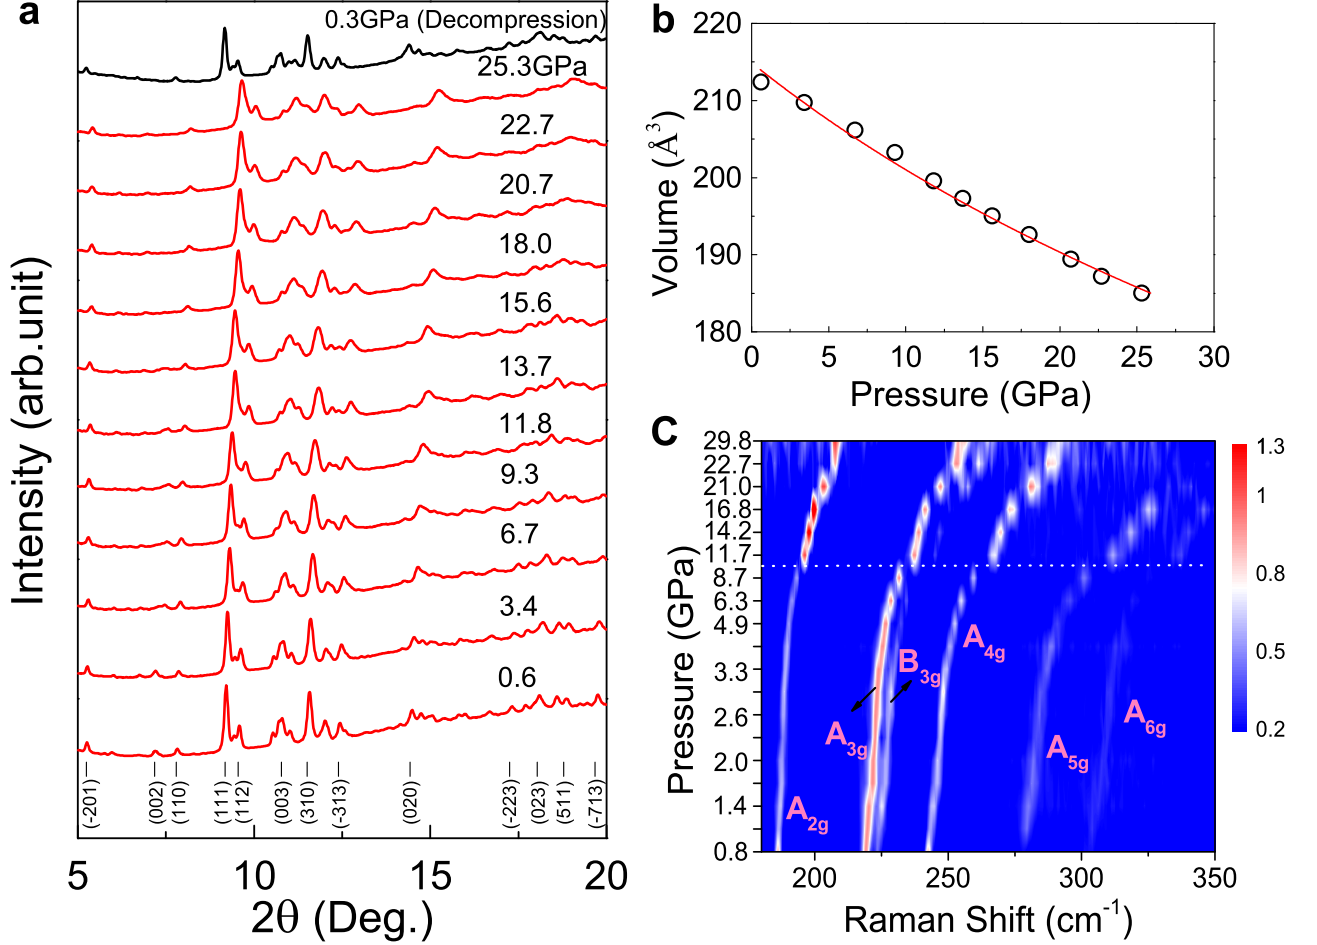 a
0.3GPa (Decompression)
25.3GPa
22.7
20.7
18.0
15.6
13.7
11.8
9.3
6.7
3.4
0.6
Intensity (arb.unit)
(-201)
(002)
(110)
(111)
(112)
(003)
(310)
(-313)
(020)
(-223)
(023)
(511)
(-713)
5 10 15 20
2θ (Deg.)
b
220
210
200
190
180
Volume (Å³)
0 5 10 15 20 25 30
Pressure (GPa)
C
29.8
22.7
21.0
16.8
14.2
11.7
8.7
6.3
4.9
3.3
2.6
2.0
1.4
0.8
Pressure (GPa)
A2g
A3g
B3g
A4g
A5g
A6g
200 250 300 350
Raman Shift (cm⁻¹)
1.3
1
0.8
0.5
0.2